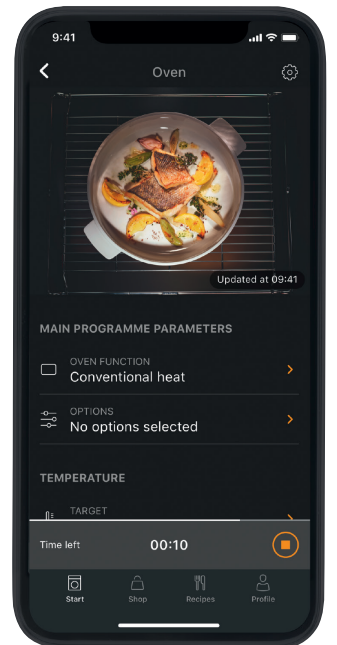 9:41
Oven
Updated at 09:41
MAIN PROGRAMME PARAMETERS
OVEN FUNCTION
Conventional heat
OPTIONS
No options selected
TEMPERATURE
TARGET
Time left 00:10
Start Shop Recipes Profile